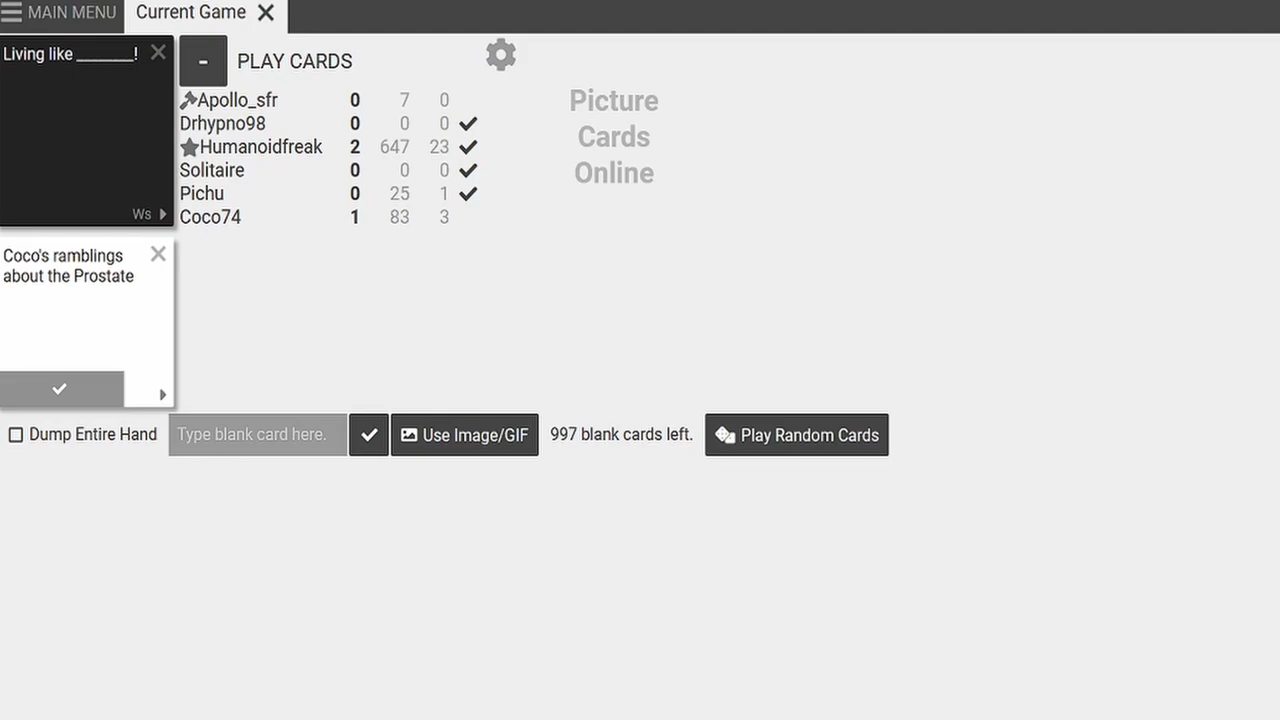 MAIN MENU
Current Game
Living like _______!
Ws
- PLAY CARDS
Apollo_sfr 0 7 0
Drhypno98 0 0 0
Humanoidfreak 2 647 23
Solitaire 0 0 0
Pichu 0 25 1
Coco74 1 83 3
Picture
Cards
Online
Coco's ramblings
about the Prostate
Dump Entire Hand Type blank card here. Use Image/GIF 997 blank cards left. Play Random Cards